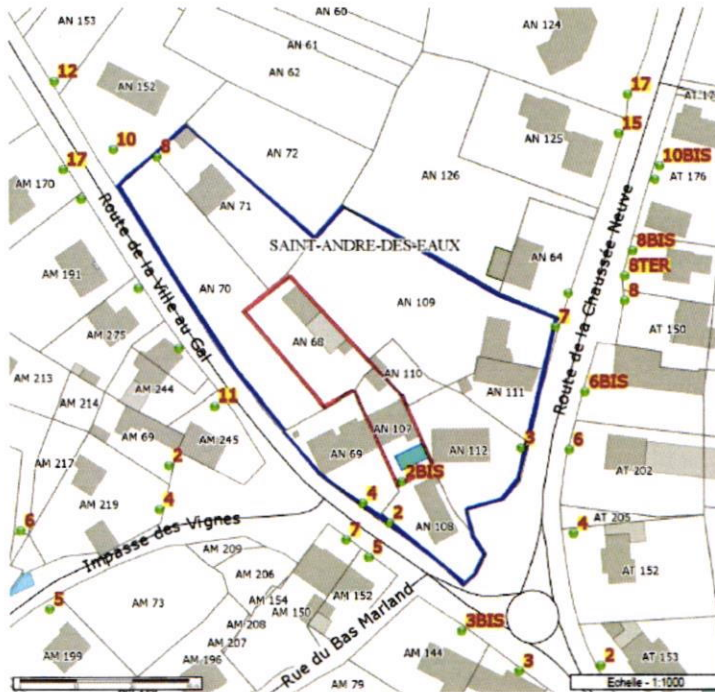 AN 153
AN 60
AN 124
AN 61
AN 62
12
AN 152
17
AT 176
15
10
8
AN 72
AN 125
10BIS
AM 170
17
AN 71
AN 126
AT 176
SAINT-ANDRE-DES-EAUX
8BIS
AM 191
AN 70
AN 64
8TER
8
Route de la Ville au Gal
AN 109
7
Route de la Chaussée Neuve
AM 275
AN 68
AT 150
AM 213
AM 244
AN 110
AM 214
11
AN 111
6BIS
AM 69
AM 245
AN 107
2
AN 69
AN 112
3
6
AM 217
2BIS
AT 202
AM 219
4
4
6
2
AN 108
AT 205
4
Impasse des Vignes
7
5
AM 209
AM 206
AT 152
5
AM 73
AM 154
AM 152
AM 150
AM 208
AM 207
3BIS
AM 199
AM 196
Rue du Bas Marland
AM 144
3
2
AT 153
AM 79
Echelle - 1:1000